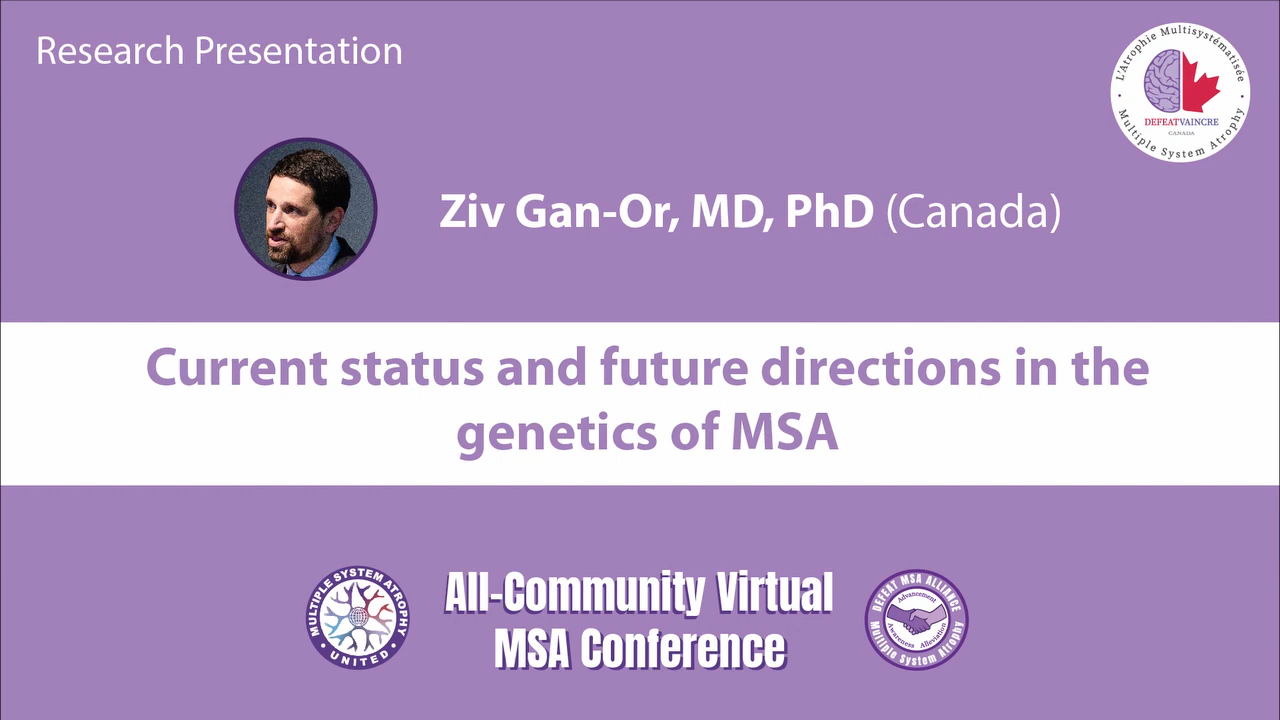 Research Presentation
L'Atrophie Multisystématisée
DEFEATVAINCRE
CANADA
Multiple System Atrophy
Ziv Gan-Or, MD, PhD (Canada)
Current status and future directions in the
genetics of MSA
MULTIPLE SYSTEM ATROPHY
UNITED
All-Community Virtual
MSA Conference
DEFEAT MSA ALLIANCE
Advancement
Awareness Alleviation
Multiple System Atrophy